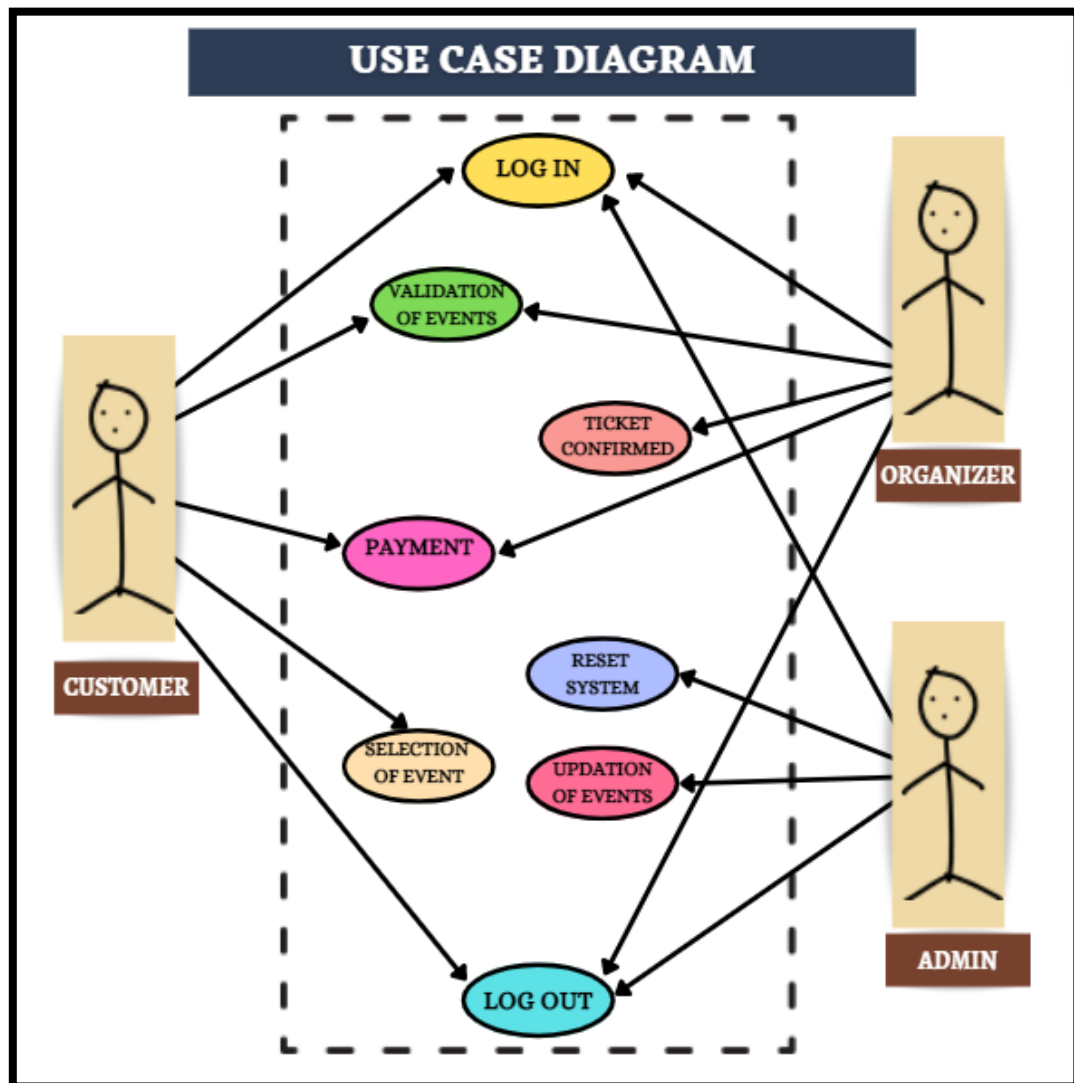 USE CASE DIAGRAM
LOG IN
VALIDATION
OF EVENTS
TICKET
CONFIRMED
ORGANIZER
PAYMENT
RESET
SYSTEM
CUSTOMER
SELECTION
OF EVENT
UPDATION
OF EVENTS
ADMIN
LOG OUT